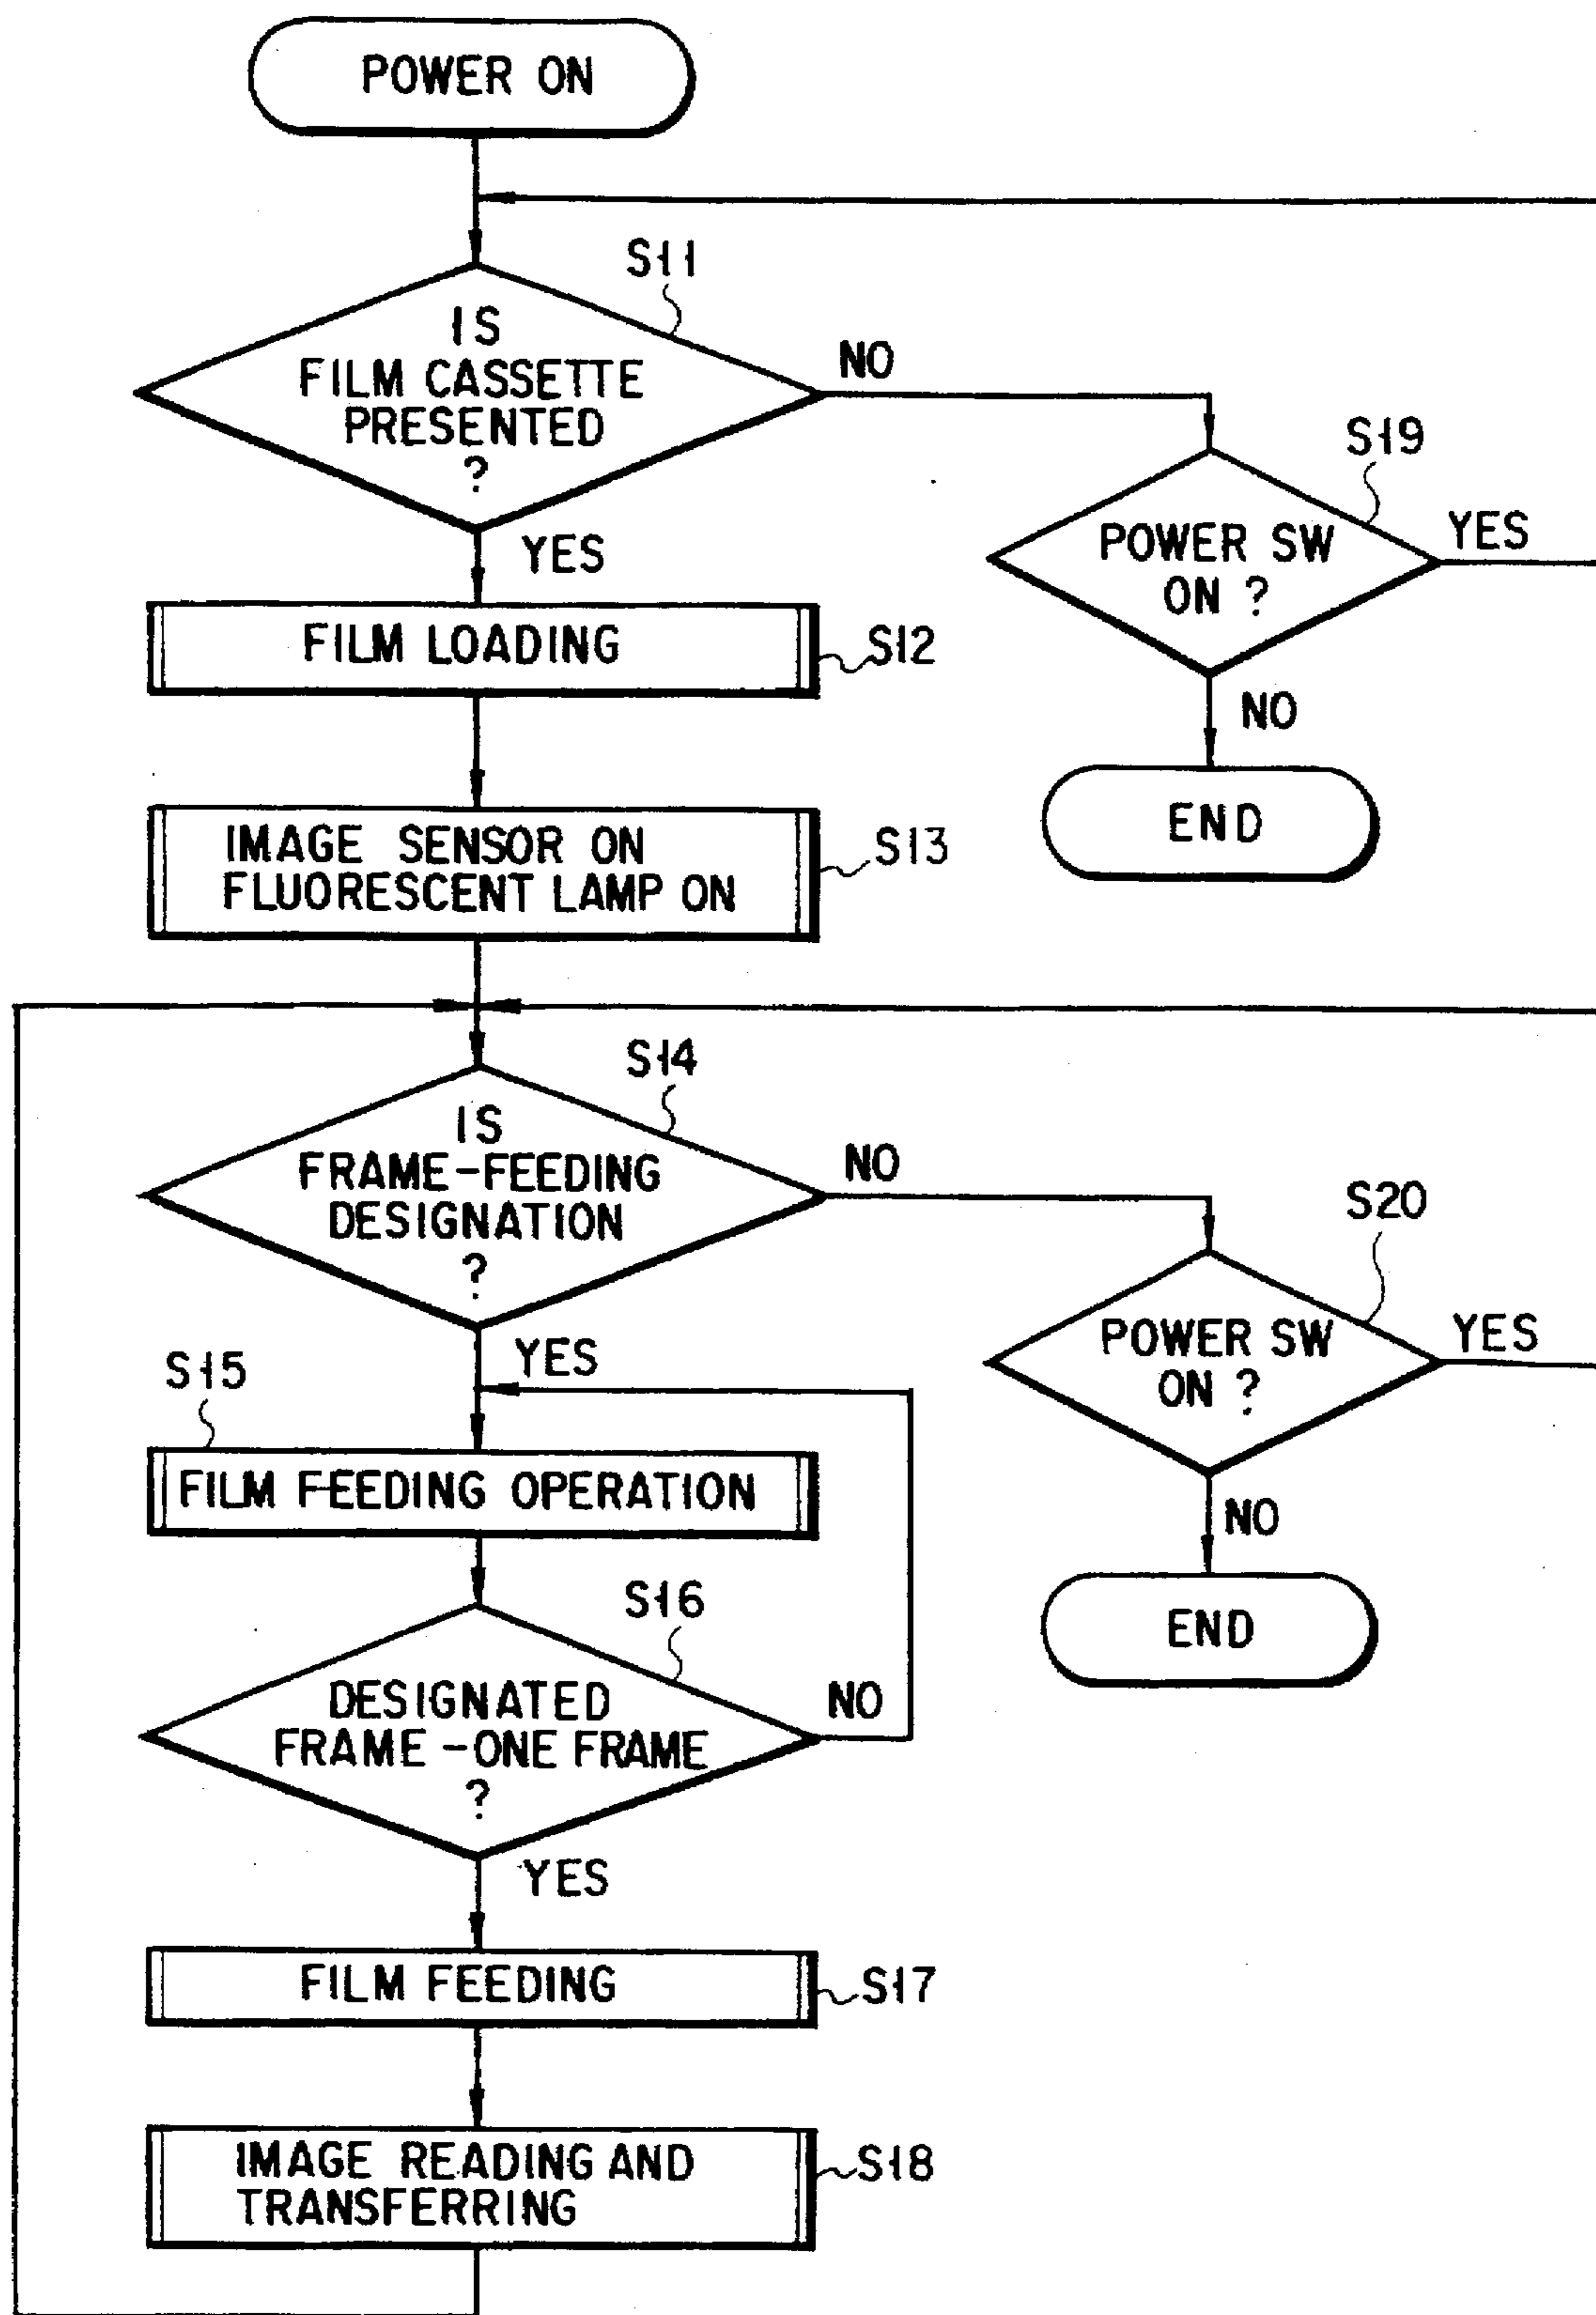 POWER ON
S11
IS
FILM CASSETTE
PRESENTED
?
NO
YES
S19
POWER SW
ON ?
YES
NO
END
FILM LOADING
S12
IMAGE SENSOR ON
FLUORESCENT LAMP ON
S13
S14
IS
FRAME-FEEDING
DESIGNATION
?
NO
YES
S20
POWER SW
ON ?
YES
NO
END
S15
FILM FEEDING OPERATION
S16
DESIGNATED
FRAME-ONE FRAME
?
NO
YES
FILM FEEDING
S17
IMAGE READING AND
TRANSFERRING
S18